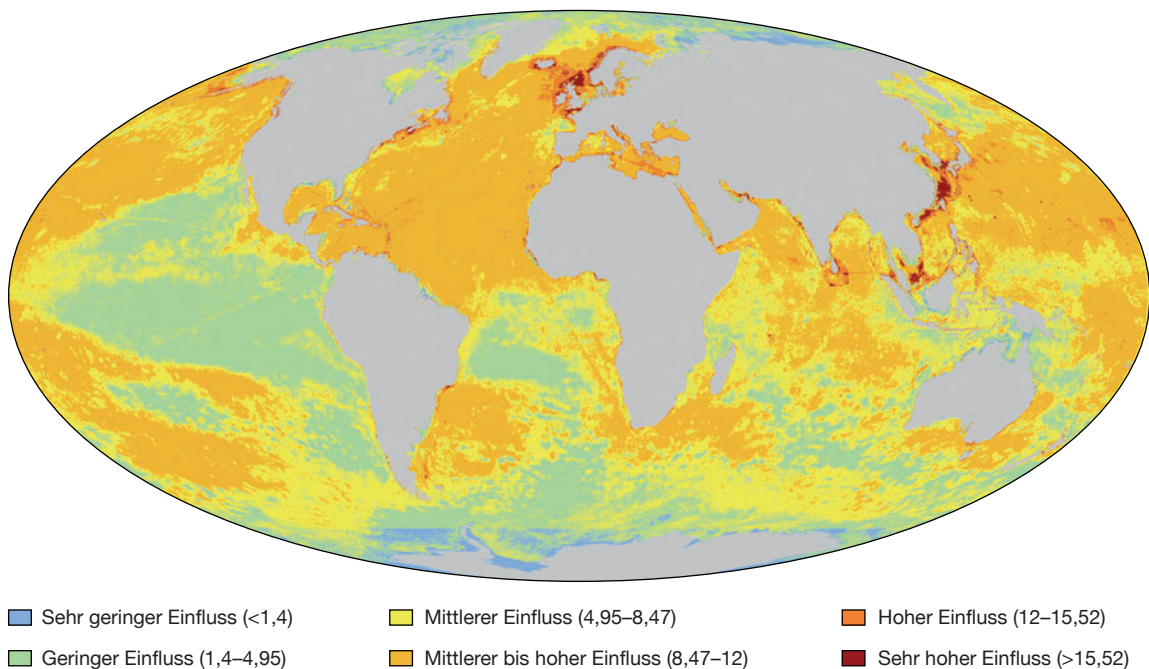 Sehr geringer Einfluss (<1,4)
Geringer Einfluss (1,4–4,95)
Mittlerer Einfluss (4,95–8,47)
Mittlerer bis hoher Einfluss (8,47–12)
Hoher Einfluss (12–15,52)
Sehr hoher Einfluss (>15,52)